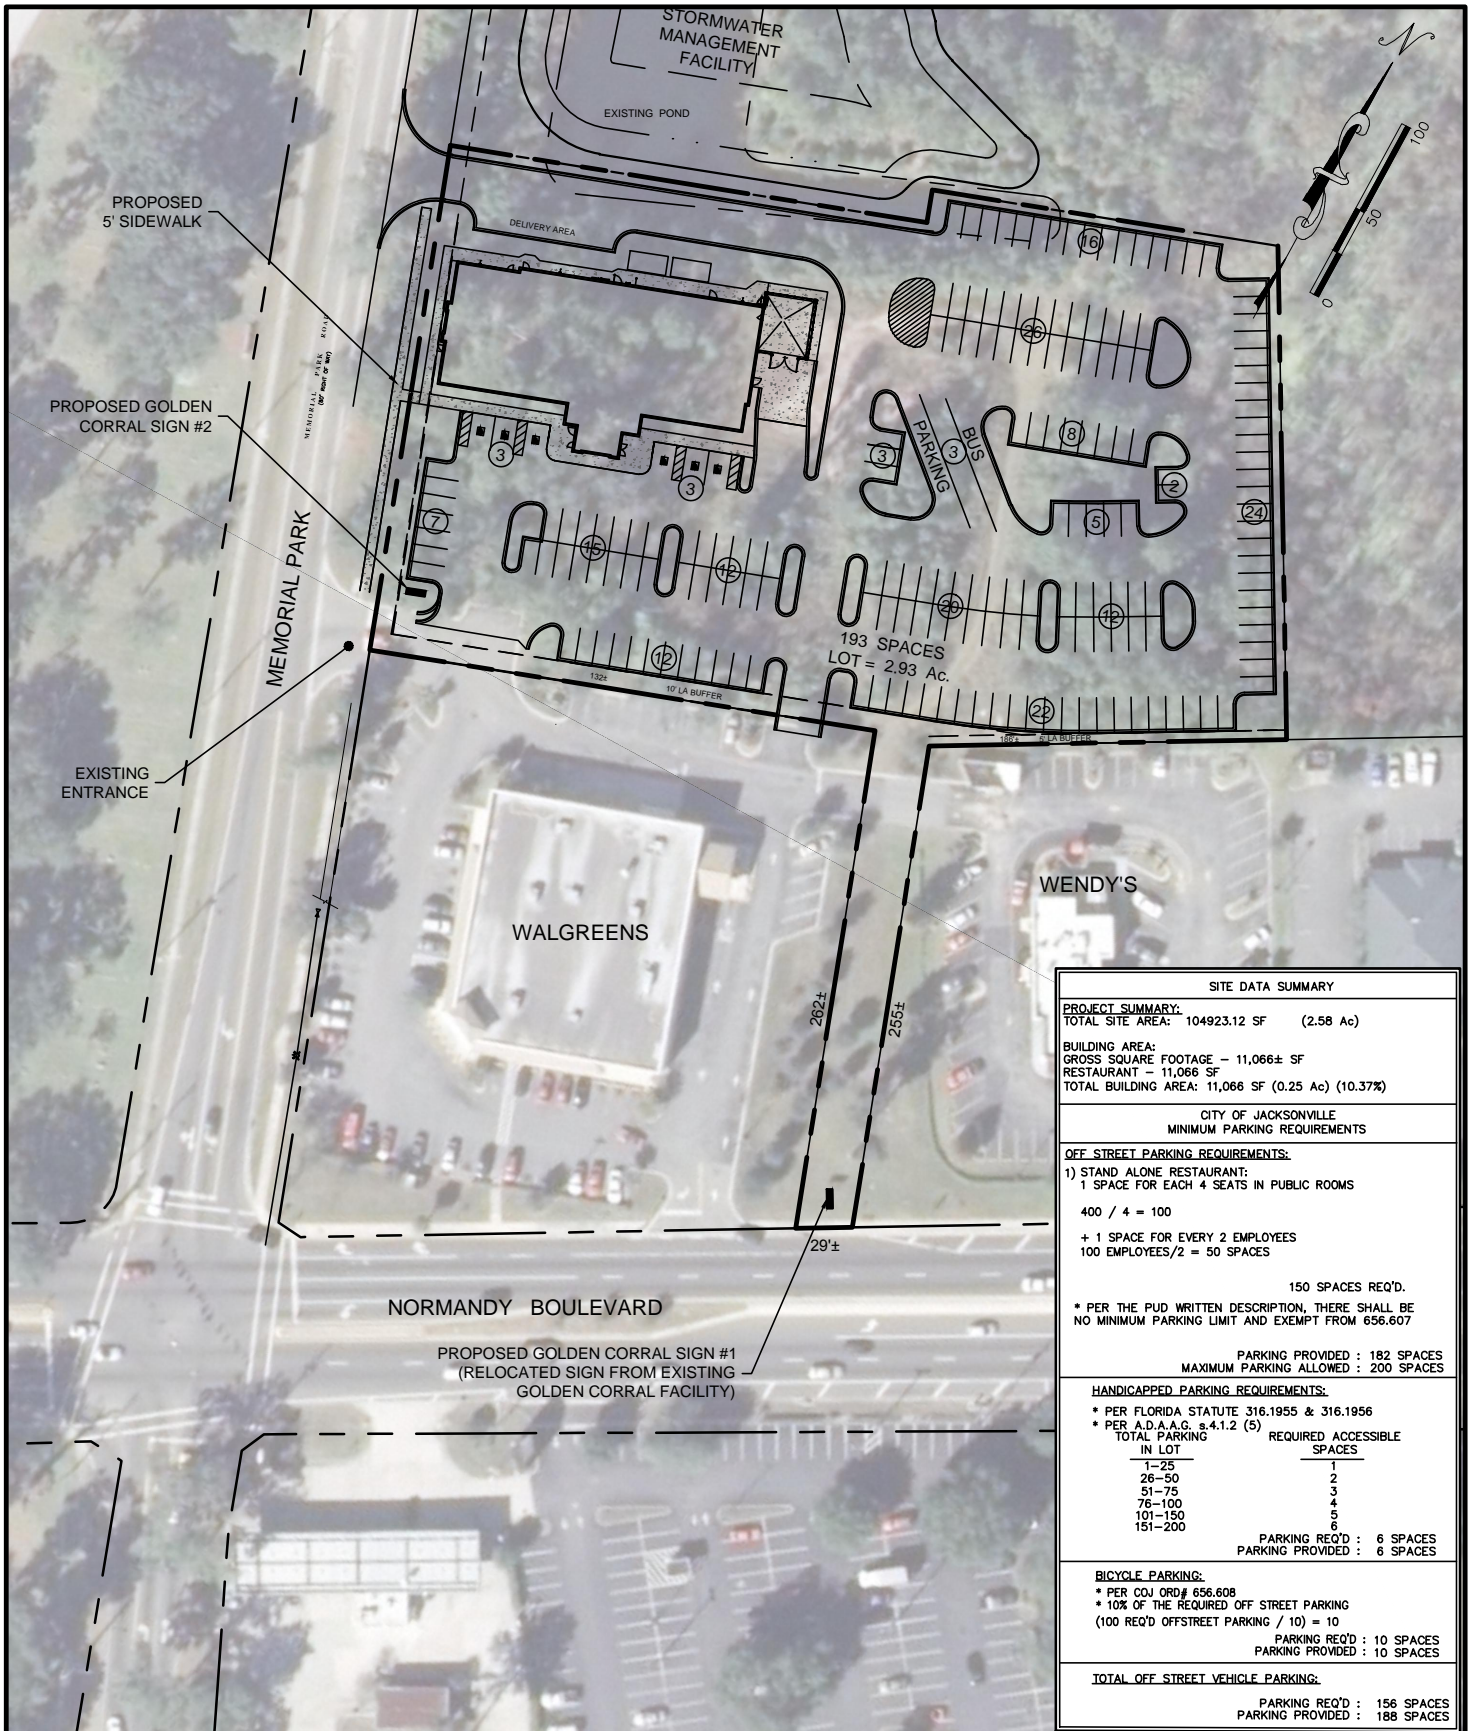 STORMWATER
MANAGEMENT
FACILITY
EXISTING POND
N
100
50
0
PROPOSED
5' SIDEWALK
DELIVERY AREA
16
26
MEMORIAL PARK ROAD
(80' RIGHT OF WAY)
PROPOSED GOLDEN
CORRAL SIGN #2
3
3
3
BUS
PARKING
3
8
2
5
24
7
15
12
20
12
MEMORIAL PARK
193 SPACES
LOT = 2.93 Ac.
12
132±
10' LA BUFFER
22
186'±
5' LA BUFFER
EXISTING
ENTRANCE
WALGREENS
WENDY'S
262±
255±
29'±
NORMANDY BOULEVARD
PROPOSED GOLDEN CORRAL SIGN #1
(RELOCATED SIGN FROM EXISTING
GOLDEN CORRAL FACILITY)
SITE DATA SUMMARY
PROJECT SUMMARY:
TOTAL SITE AREA: 104923.12 SF (2.58 Ac)
BUILDING AREA:
GROSS SQUARE FOOTAGE – 11,066± SF
RESTAURANT – 11,066 SF
TOTAL BUILDING AREA: 11,066 SF (0.25 Ac) (10.37%)
CITY OF JACKSONVILLE
MINIMUM PARKING REQUIREMENTS
OFF STREET PARKING REQUIREMENTS:
1) STAND ALONE RESTAURANT:
1 SPACE FOR EACH 4 SEATS IN PUBLIC ROOMS
400 / 4 = 100
+ 1 SPACE FOR EVERY 2 EMPLOYEES
100 EMPLOYEES/2 = 50 SPACES
150 SPACES REQ'D.
* PER THE PUD WRITTEN DESCRIPTION, THERE SHALL BE
NO MINIMUM PARKING LIMIT AND EXEMPT FROM 656.607
PARKING PROVIDED : 182 SPACES
MAXIMUM PARKING ALLOWED : 200 SPACES
HANDICAPPED PARKING REQUIREMENTS:
* PER FLORIDA STATUTE 316.1955 & 316.1956
* PER A.D.A.A.G. s.4.1.2 (5)
TOTAL PARKING REQUIRED ACCESSIBLE
IN LOT SPACES
1–25 1
26–50 2
51–75 3
76–100 4
101–150 5
151–200 6
PARKING REQ'D : 6 SPACES
PARKING PROVIDED : 6 SPACES
BICYCLE PARKING:
* PER COJ ORD# 656.608
* 10% OF THE REQUIRED OFF STREET PARKING
(100 REQ'D OFFSTREET PARKING / 10) = 10
PARKING REQ'D : 10 SPACES
PARKING PROVIDED : 10 SPACES
TOTAL OFF STREET VEHICLE PARKING:
PARKING REQ'D : 156 SPACES
PARKING PROVIDED : 188 SPACES